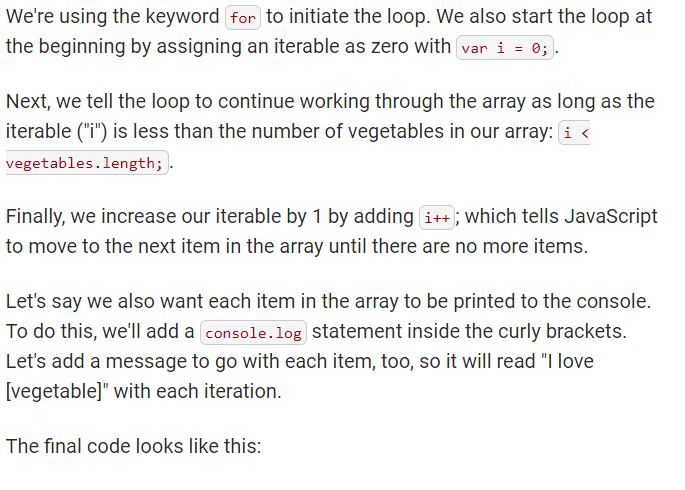 We're using the keyword for to initiate the loop. We also start the loop at
the beginning by assigning an iterable as zero with var i = 0; .
Next, we tell the loop to continue working through the array as long as the
iterable ("i") is less than the number of vegetables in our array: i <
vegetables.length; .
Finally, we increase our iterable by 1 by adding i++ ; which tells JavaScript
to move to the next item in the array until there are no more items.
Let's say we also want each item in the array to be printed to the console.
To do this, we'll add a console.log statement inside the curly brackets.
Let's add a message to go with each item, too, so it will read "I love
[vegetable]" with each iteration.
The final code looks like this: